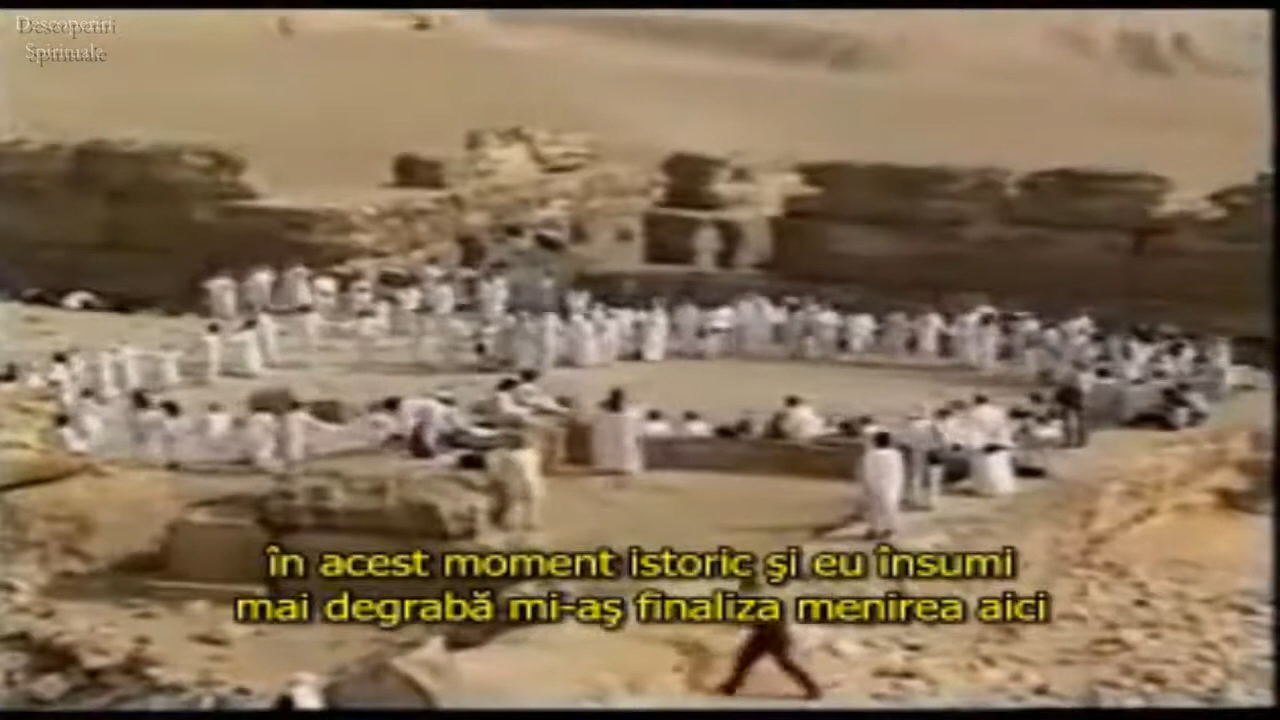 Descoperiri
Spirituale
în acest moment istoric şi eu însumi
mai degrabă mi-aş finaliza menirea aici